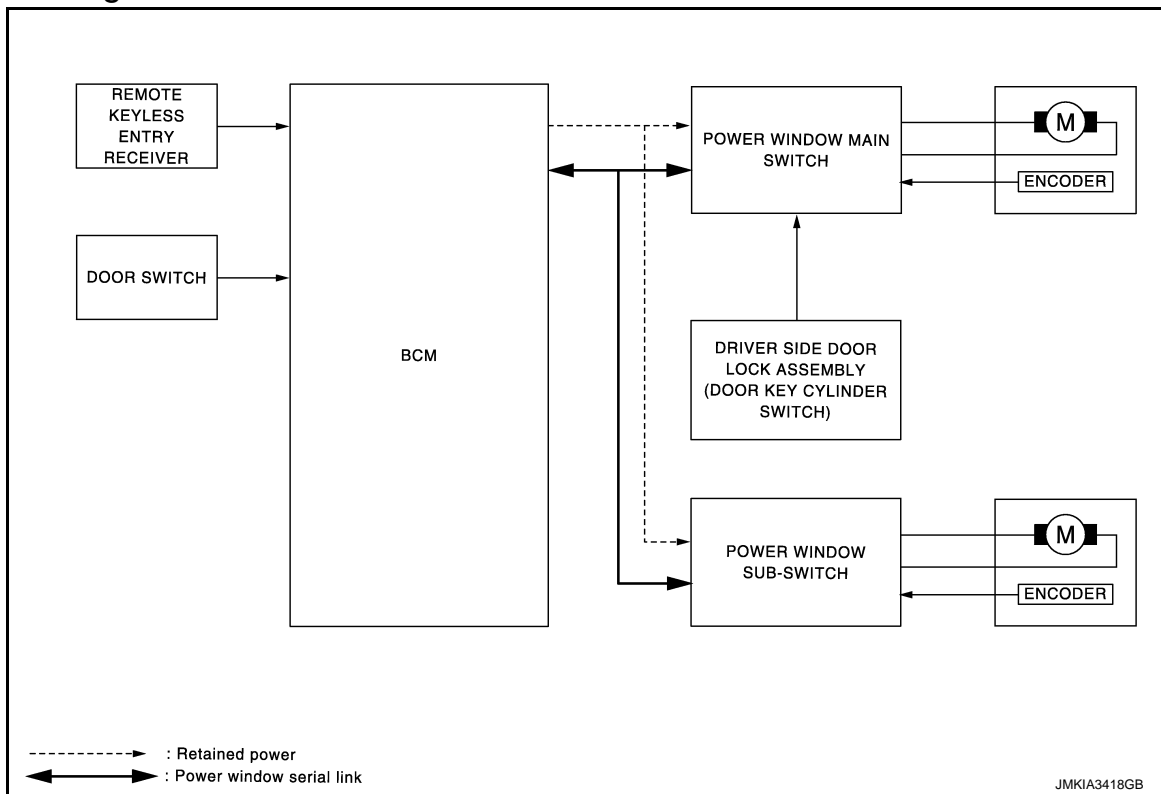 REMOTE
KEYLESS
ENTRY
RECEIVER
DOOR SWITCH
BCM
POWER WINDOW MAIN
SWITCH
M
ENCODER
DRIVER SIDE DOOR
LOCK ASSEMBLY
(DOOR KEY CYLINDER
SWITCH)
POWER WINDOW
SUB-SWITCH
M
ENCODER
: Retained power
: Power window serial link
JMKIA3418GB